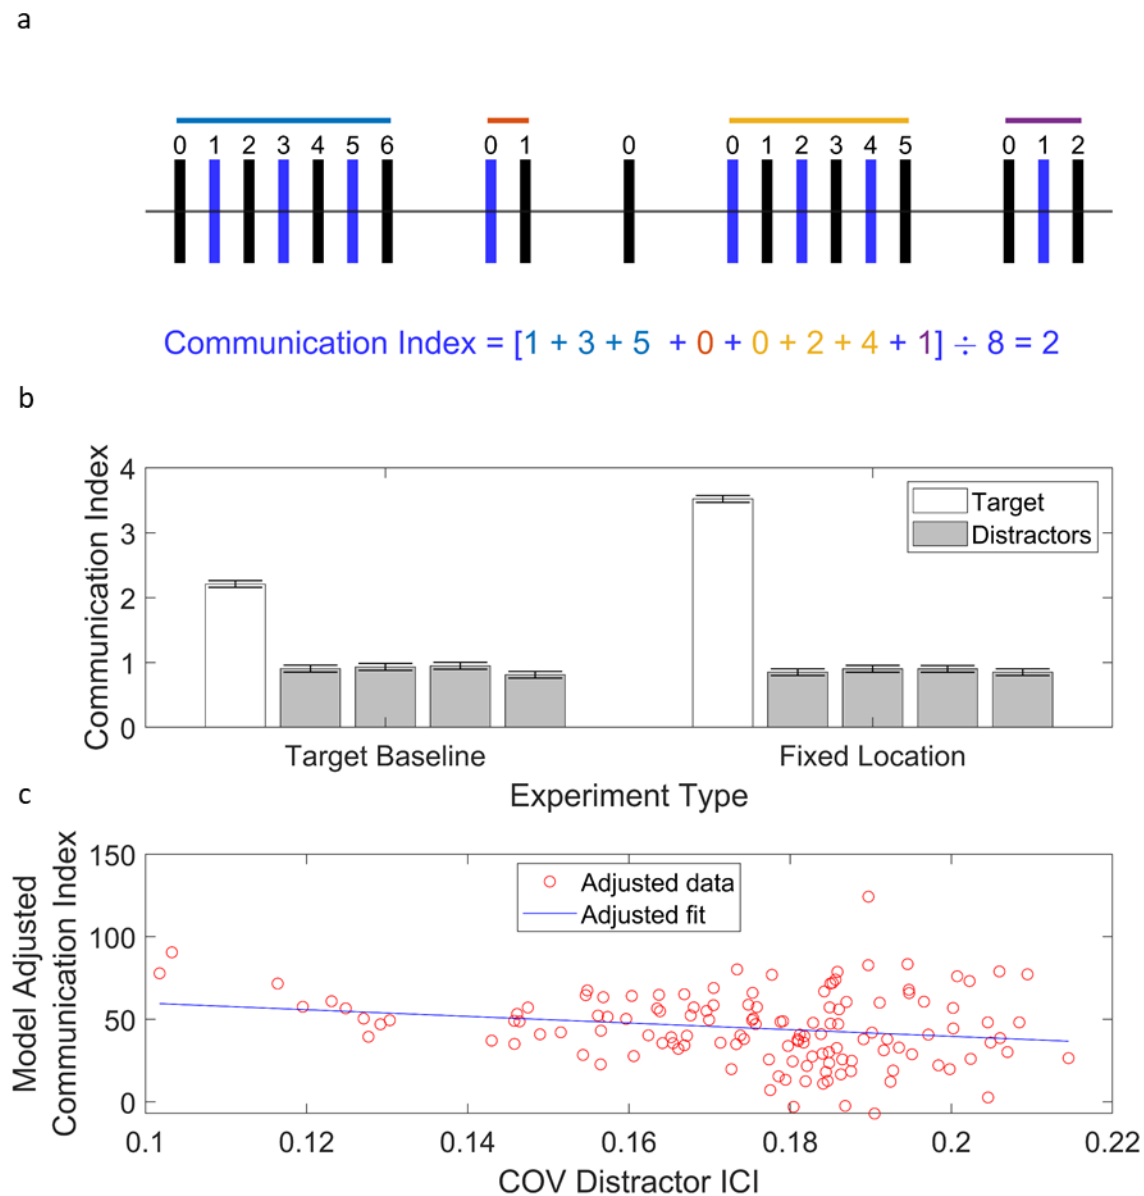 a
0 1 2 3 4 5 6 0 1 0 0 1 2 3 4 5 0 1 2
Communication Index = [1 + 3 + 5 + 0 + 0 + 2 + 4 + 1] ÷ 8 = 2
b
Communication Index
4
3
2
1
0
Target
Distractors
Target Baseline Fixed Location
Experiment Type
c
Model Adjusted
Communication Index
150
100
50
0
Adjusted data
Adjusted fit
0.1 0.12 0.14 0.16 0.18 0.2 0.22
COV Distractor ICI